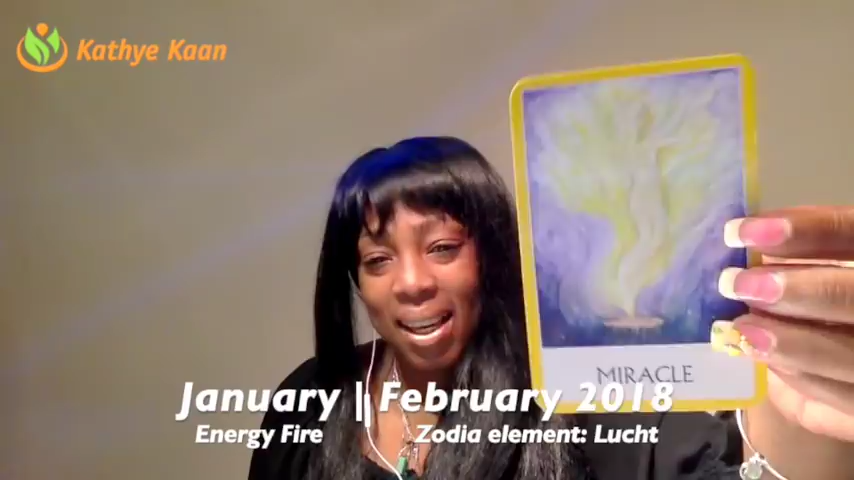 Kathye Kaan
MIRACLE
January | February - 2018
Energy Fire Zodia element: Lucht